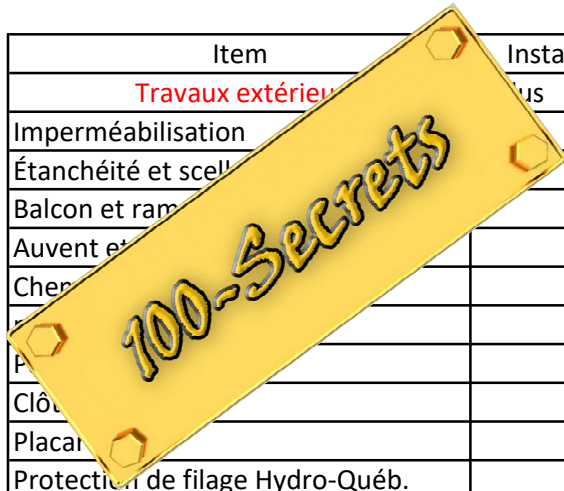 Item Insta
Travaux extérieu us
Imperméabilisation
Étanchéité et scell
Balcon et ram
Auvent et
Chem
P
Clôt
Placar
Protection de filage Hydro-Québ.
100-Secrets